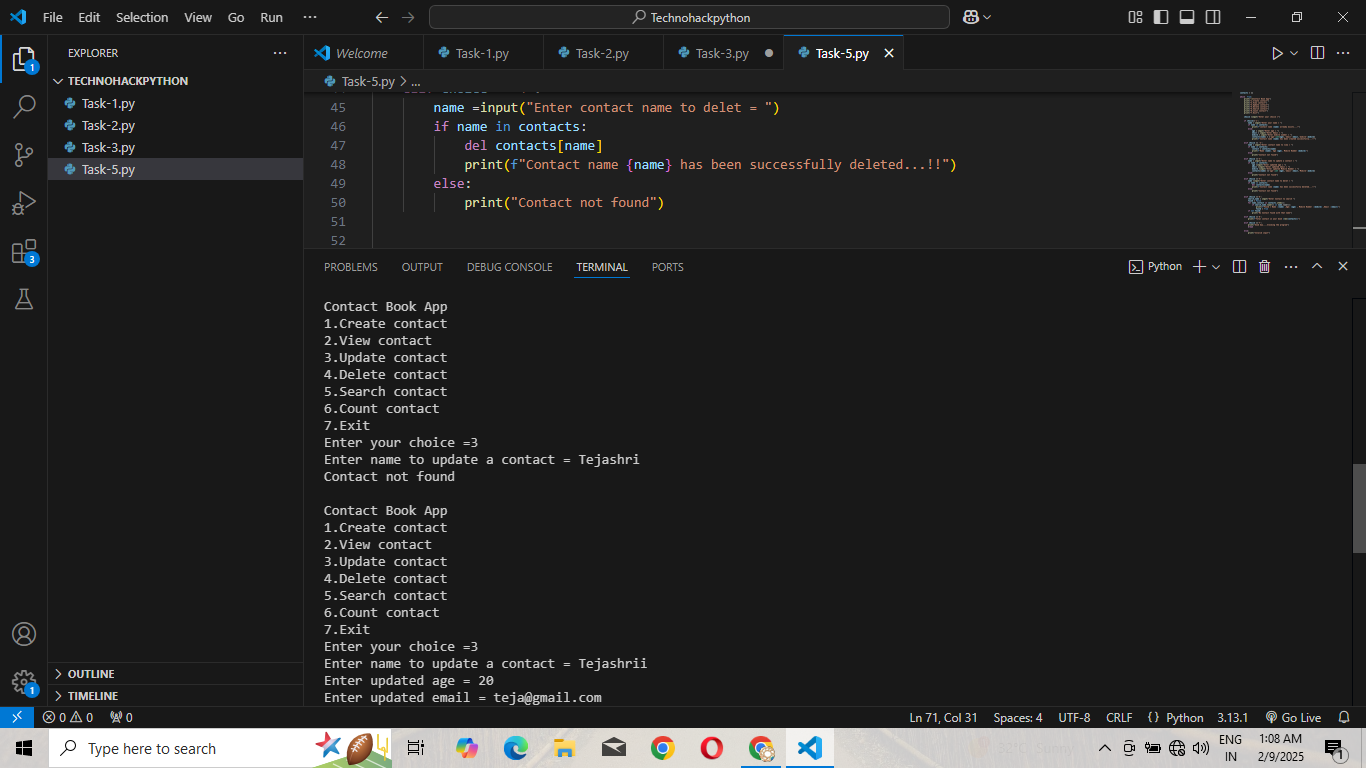 File Edit Selection View Go Run ... Technohackpython
EXPLORER ...
TECHNOHACKPYTHON
Task-1.py
Task-2.py
Task-3.py
Task-5.py
OUTLINE
TIMELINE
1
3
1
Welcome Task-1.py Task-2.py Task-3.py Task-5.py
Task-5.py > ...
45 name =input("Enter contact name to delet = ")
46 if name in contacts:
47 del contacts[name]
48 print(f"Contact name {name} has been successfully deleted...!!")
49 else:
50 print("Contact not found")
51
52
PROBLEMS OUTPUT DEBUG CONSOLE TERMINAL PORTS Python
Contact Book App
1.Create contact
2.View contact
3.Update contact
4.Delete contact
5.Search contact
6.Count contact
7.Exit
Enter your choice =3
Enter name to update a contact = Tejashri
Contact not found
Contact Book App
1.Create contact
2.View contact
3.Update contact
4.Delete contact
5.Search contact
6.Count contact
7.Exit
Enter your choice =3
Enter name to update a contact = Tejashrii
Enter updated age = 20
Enter updated email = teja@gmail.com
0 0 0 Ln 71, Col 31 Spaces: 4 UTF-8 CRLF {} Python 3.13.1 Go Live
Type here to search
ENG
IN
1:08 AM
2/9/2025
1